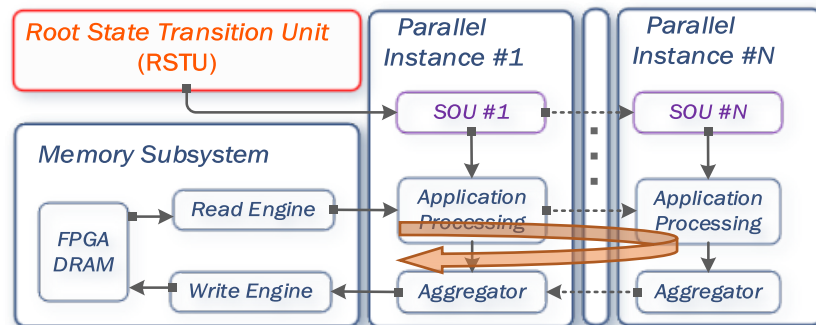 Root State Transition Unit
(RSTU)
Parallel
Instance #1
Parallel
Instance #N
SOU #1
SOU #N
Memory Subsystem
Read Engine
Application
Processing
Application
Processing
FPGA
DRAM
Write Engine
Aggregator
Aggregator